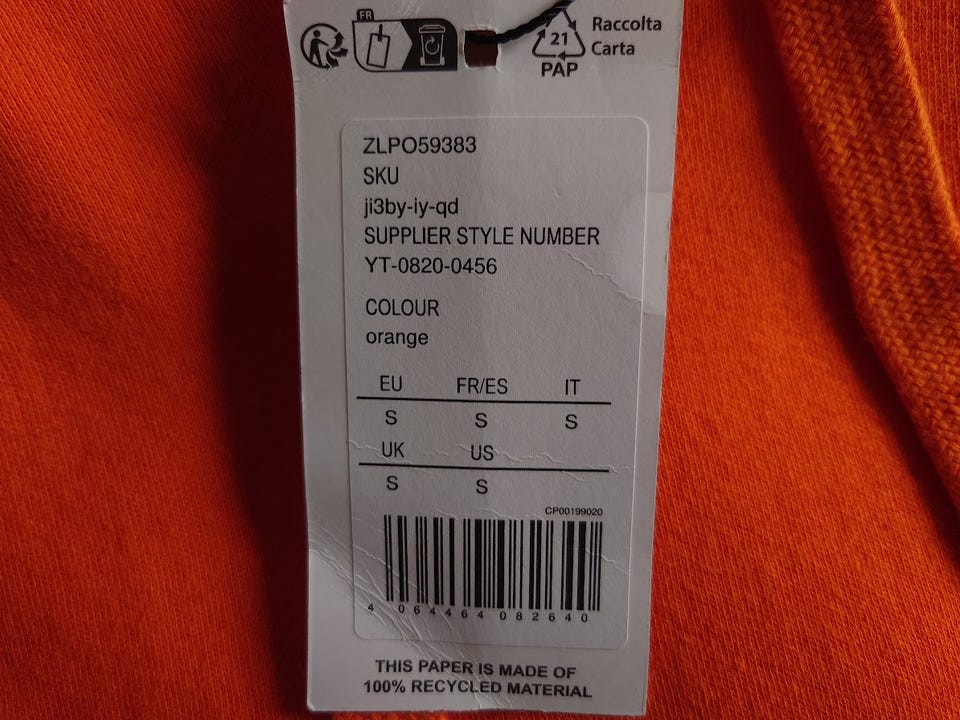 FR
21
PAP
Raccolta
Carta
ZLPO59383
SKU
ji3by-iy-qd
SUPPLIER STYLE NUMBER
YT-0820-0456
COLOUR
orange
EU FR/ES IT
S S S
UK US
S S
CP00199020
4 064464 082640
THIS PAPER IS MADE OF
100% RECYCLED MATERIAL